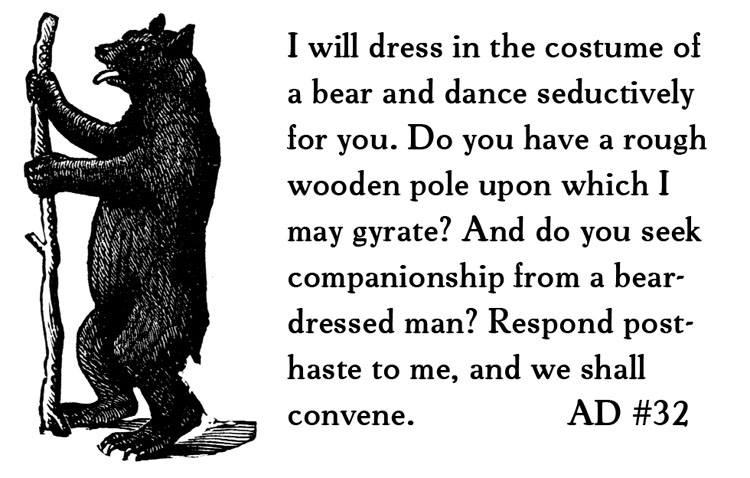 I will dress in the costume of
a bear and dance seductively
for you. Do you have a rough
wooden pole upon which I
may gyrate? And do you seek
companionship from a bear-
dressed man? Respond post-
haste to me, and we shall
convene. AD #32